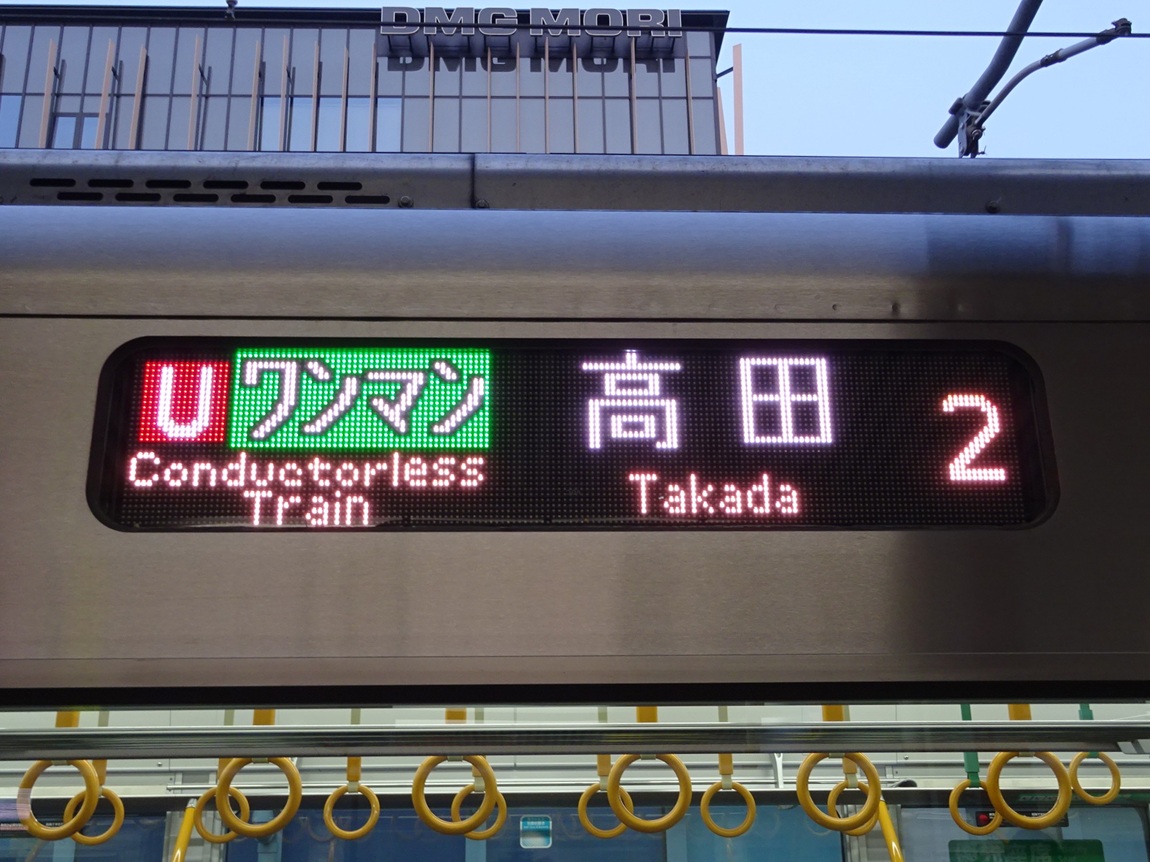 DMG MORI
U ワンマン
Conductorless
Train
高田
Takada
2